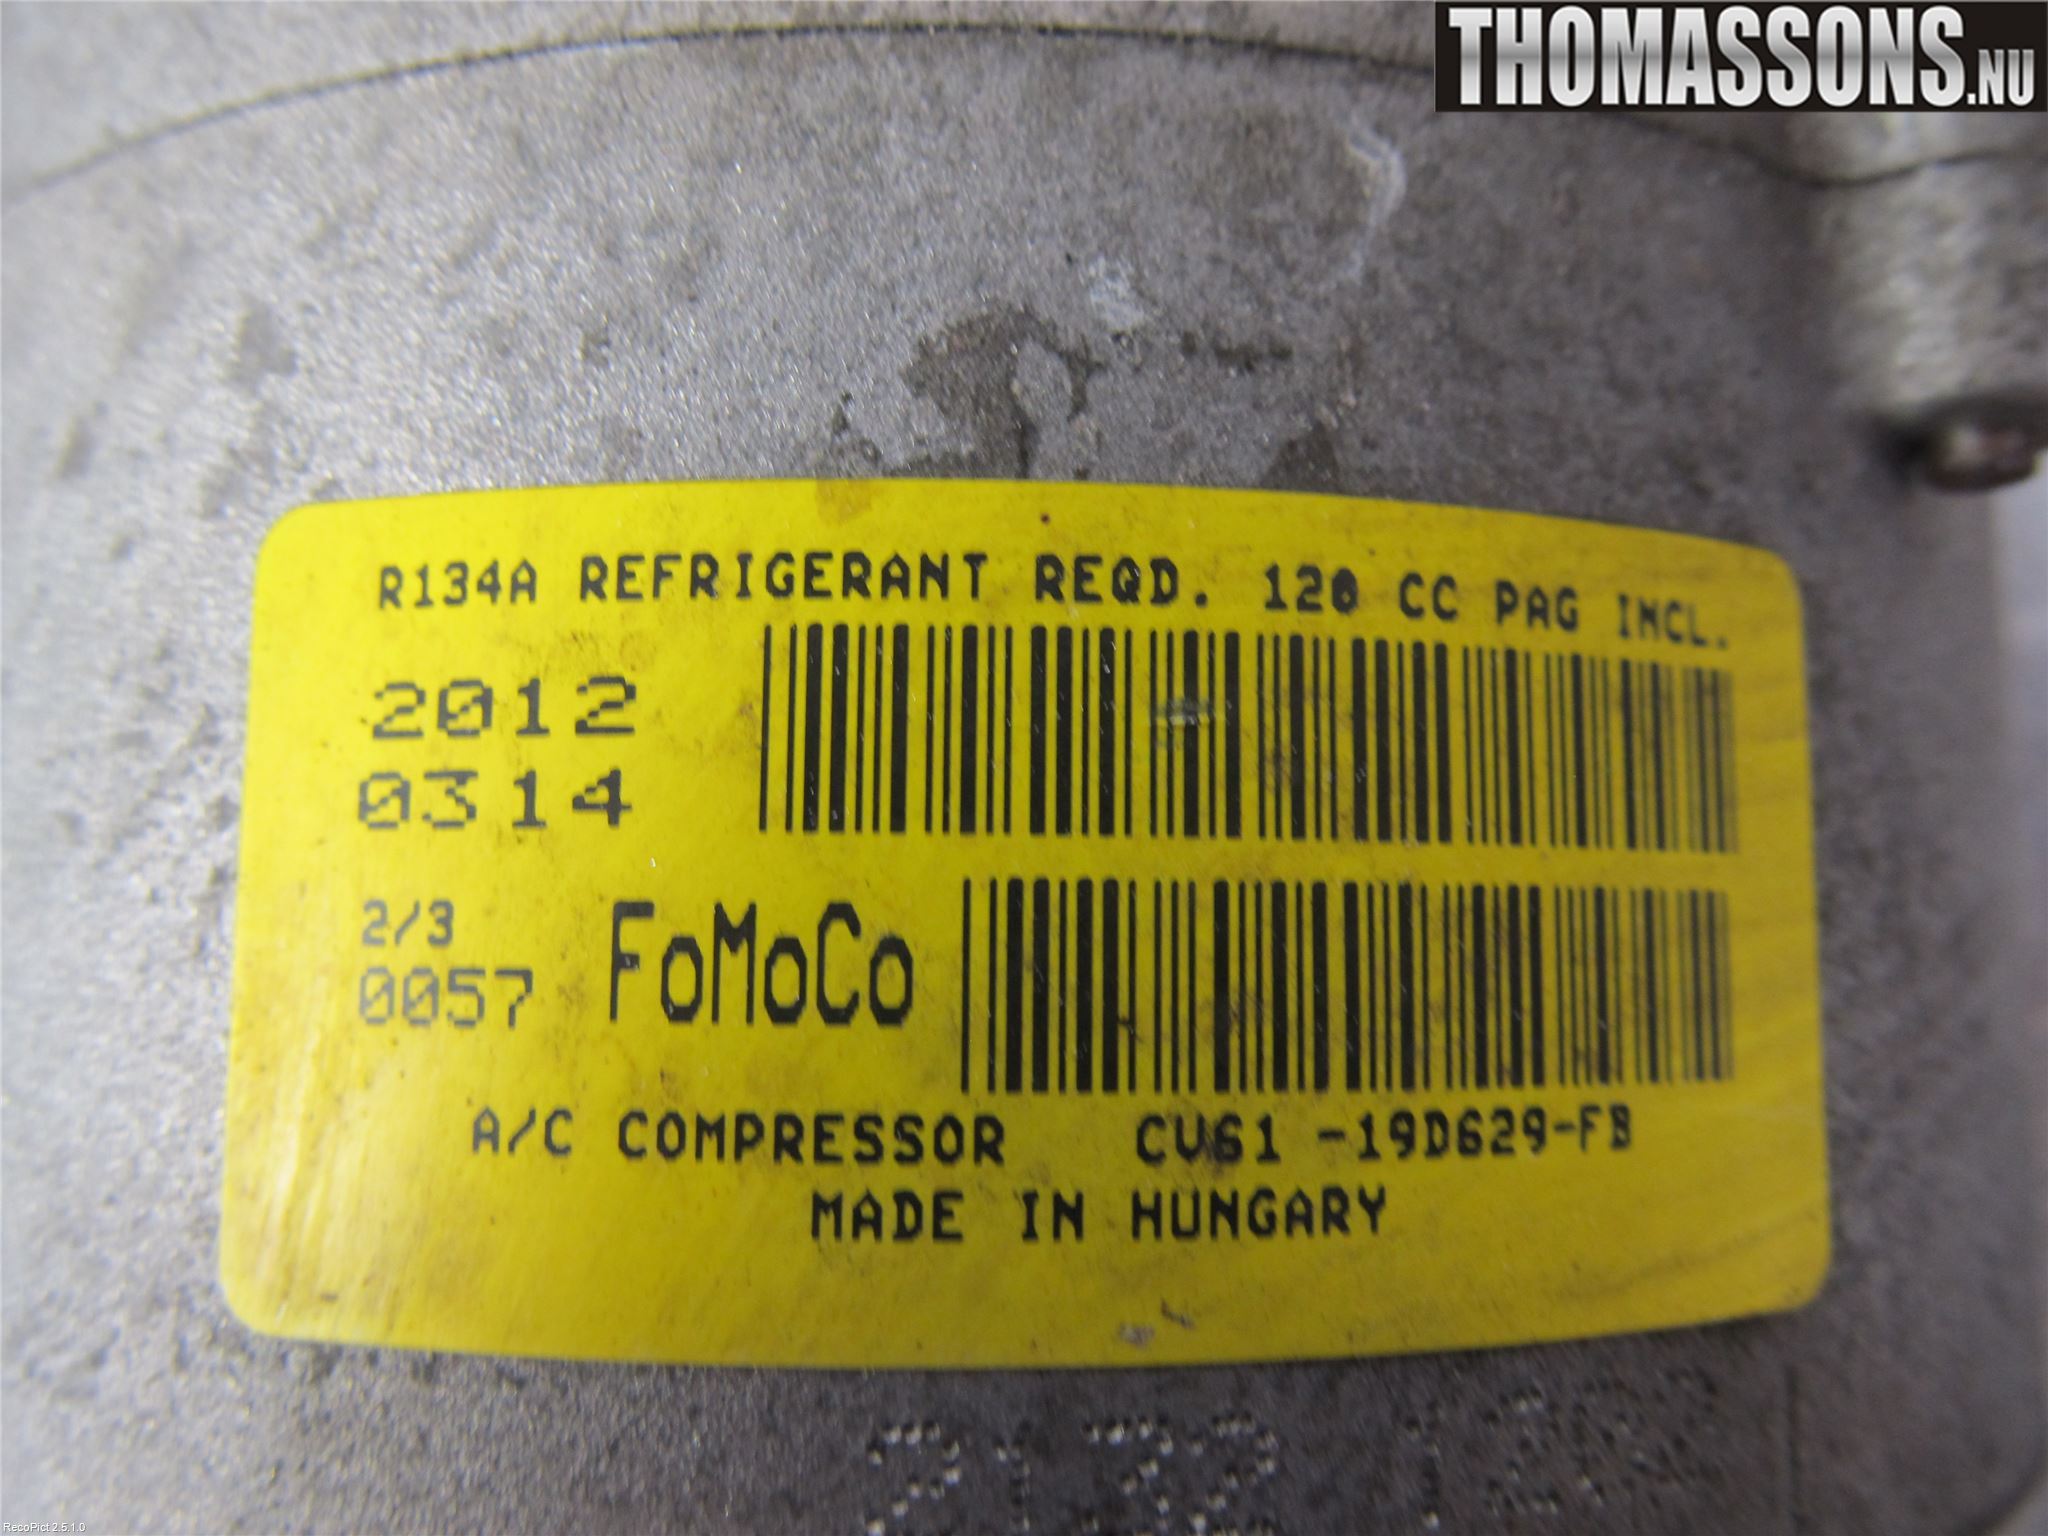 THOMASSONS.NU
R134A REFRIGERANT REQD. 120 CC PAG INCL.
2012
0314
2/3
0057 FoMoCo
A/C COMPRESSOR CV61 -19D629-FB
MADE IN HUNGARY
RecoPict 2.5.1.0